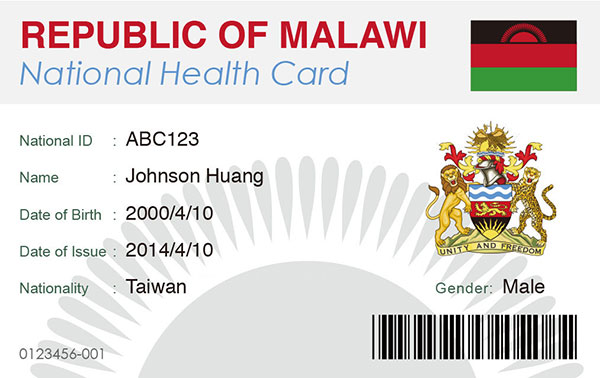 REPUBLIC OF MALAWI
National Health Card
National ID : ABC123
Name : Johnson Huang
Date of Birth : 2000/4/10
Date of Issue : 2014/4/10
Nationality : Taiwan
UNITY AND FREEDOM
Gender: Male
0123456-001